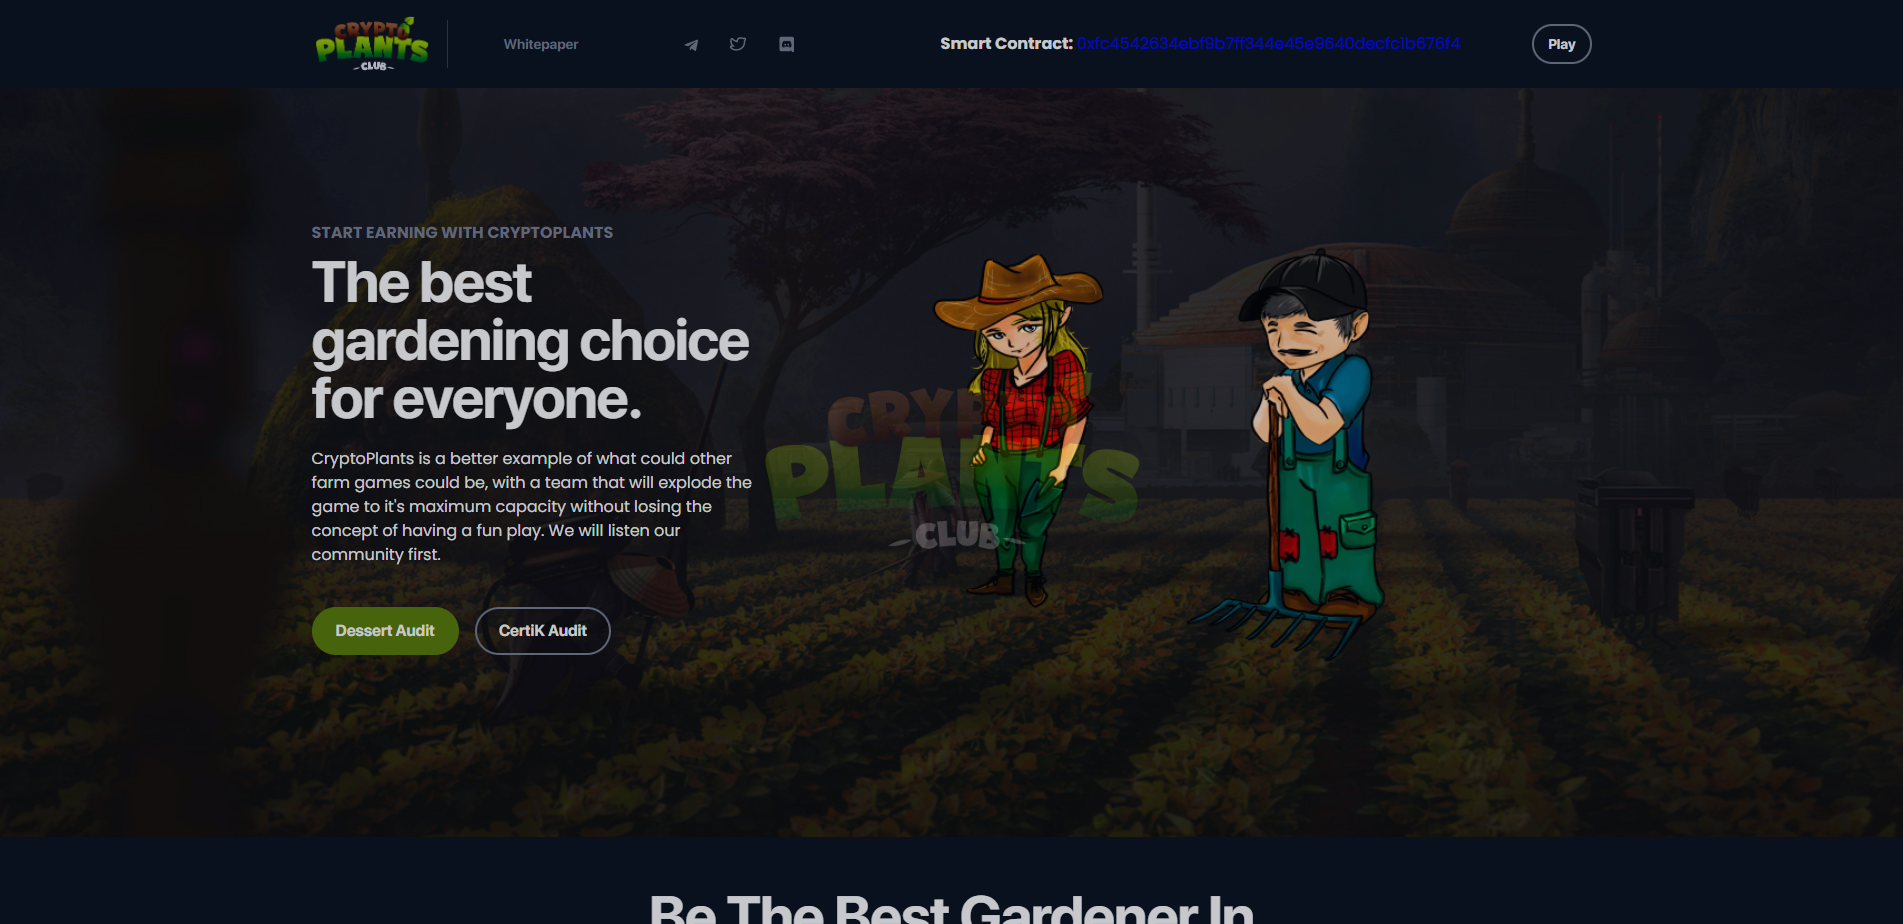 CRYPTO
PLANTS
CLUB
Whitepaper
Smart Contract: 0xfc4542634ebf9b7ff344e45e9640decfc1b676f4
Play
START EARNING WITH CRYPTOPLANTS
The best
gardening choice
for everyone.
CryptoPlants is a better example of what could other
farm games could be, with a team that will explode the
game to it's maximum capacity without losing the
concept of having a fun play. We will listen our
community first.
Dessert Audit
CertiK Audit
CRYPTO
PLANTS
CLUB
Be The Best Gardener In